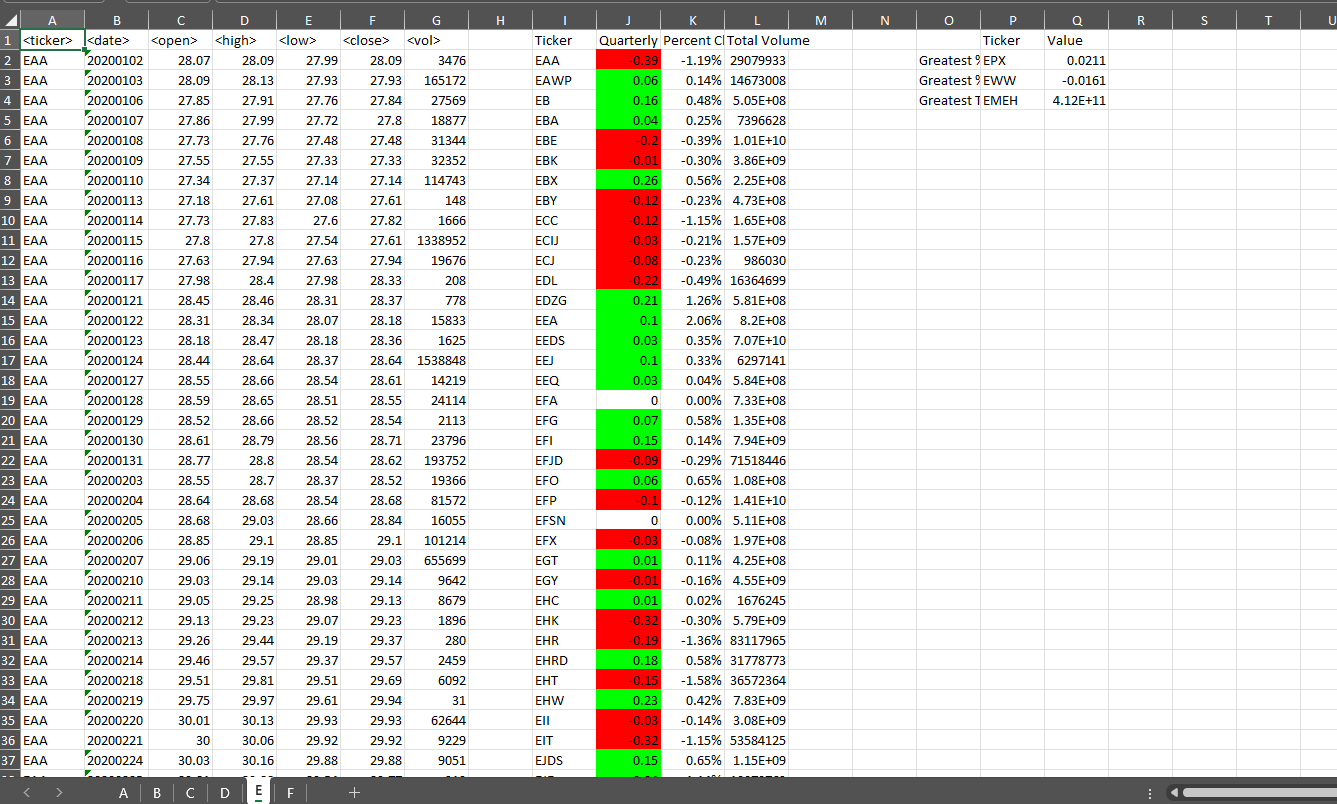 A B C D E F G H I J K L M N O P Q R S T U
1 <ticker> <date> <open> <high> <low> <close> <vol> Ticker Quarterly Percent Cl Total Volume Ticker Value
2 EAA 20200102 28.07 28.09 27.99 28.09 3476 EAA -0.39 -1.19% 29079933 Greatest % EPX 0.0211
3 EAA 20200103 28.09 28.13 27.93 27.93 165172 EAWP 0.06 0.14% 14673008 Greatest % EWW -0.0161
4 EAA 20200106 27.85 27.91 27.76 27.84 27569 EB 0.16 0.48% 5.05E+08 Greatest T EMEH 4.12E+11
5 EAA 20200107 27.86 27.99 27.72 27.8 18877 EBA 0.04 0.25% 7396628
6 EAA 20200108 27.73 27.76 27.48 27.48 31344 EBE -0.2 -0.39% 1.01E+10
7 EAA 20200109 27.55 27.55 27.33 27.33 32352 EBK -0.01 -0.30% 3.86E+09
8 EAA 20200110 27.34 27.37 27.14 27.14 114743 EBX 0.26 0.56% 2.25E+08
9 EAA 20200113 27.18 27.61 27.08 27.61 148 EBY -0.12 -0.23% 4.73E+08
10 EAA 20200114 27.73 27.83 27.6 27.82 1666 ECC -0.12 -1.15% 1.65E+08
11 EAA 20200115 27.8 27.8 27.54 27.61 1338952 ECIJ -0.03 -0.21% 1.57E+09
12 EAA 20200116 27.63 27.94 27.63 27.94 19676 ECJ -0.08 -0.23% 986030
13 EAA 20200117 27.98 28.4 27.98 28.33 208 EDL -0.22 -0.49% 16364699
14 EAA 20200121 28.45 28.46 28.31 28.37 778 EDZG 0.21 1.26% 5.81E+08
15 EAA 20200122 28.31 28.34 28.07 28.18 15833 EEA 0.1 2.06% 8.2E+08
16 EAA 20200123 28.18 28.47 28.18 28.36 1625 EEDS 0.03 0.35% 7.07E+10
17 EAA 20200124 28.44 28.64 28.37 28.64 1538848 EEJ 0.1 0.33% 6297141
18 EAA 20200127 28.55 28.66 28.54 28.61 14219 EEQ 0.03 0.04% 5.84E+08
19 EAA 20200128 28.59 28.65 28.51 28.55 24114 EFA 0 0.00% 7.33E+08
20 EAA 20200129 28.52 28.66 28.52 28.54 2113 EFG 0.07 0.58% 1.35E+08
21 EAA 20200130 28.61 28.79 28.56 28.71 23796 EFI 0.15 0.14% 7.94E+09
22 EAA 20200131 28.77 28.8 28.54 28.62 193752 EFJD -0.09 -0.29% 71518446
23 EAA 20200203 28.55 28.7 28.37 28.52 19366 EFO 0.06 0.65% 1.08E+08
24 EAA 20200204 28.64 28.68 28.54 28.68 81572 EFP -0.1 -0.12% 1.41E+10
25 EAA 20200205 28.68 29.03 28.66 28.84 16055 EFSN 0 0.00% 5.11E+08
26 EAA 20200206 28.85 29.1 28.85 29.1 101214 EFX -0.03 -0.08% 1.97E+08
27 EAA 20200207 29.06 29.19 29.01 29.03 655699 EGT 0.01 0.11% 4.25E+08
28 EAA 20200210 29.03 29.14 29.03 29.14 9642 EGY -0.01 -0.16% 4.55E+09
29 EAA 20200211 29.05 29.25 28.98 29.13 8679 EHC 0.01 0.02% 1676245
30 EAA 20200212 29.13 29.23 29.07 29.23 1896 EHK -0.32 -0.30% 5.79E+09
31 EAA 20200213 29.26 29.44 29.19 29.37 280 EHR -0.19 -1.36% 83117965
32 EAA 20200214 29.46 29.57 29.37 29.57 2459 EHRD 0.18 0.58% 31778773
33 EAA 20200218 29.51 29.81 29.51 29.69 6092 EHT -0.15 -1.58% 36572364
34 EAA 20200219 29.75 29.97 29.61 29.94 31 EHW 0.23 0.42% 7.83E+09
35 EAA 20200220 30.01 30.13 29.93 29.93 62644 EII -0.03 -0.14% 3.08E+09
36 EAA 20200221 30 30.06 29.92 29.92 9229 EIT -0.32 -1.15% 53584125
37 EAA 20200224 30.03 30.16 29.88 29.88 9051 EJDS 0.15 0.65% 1.15E+09
A B C D E F